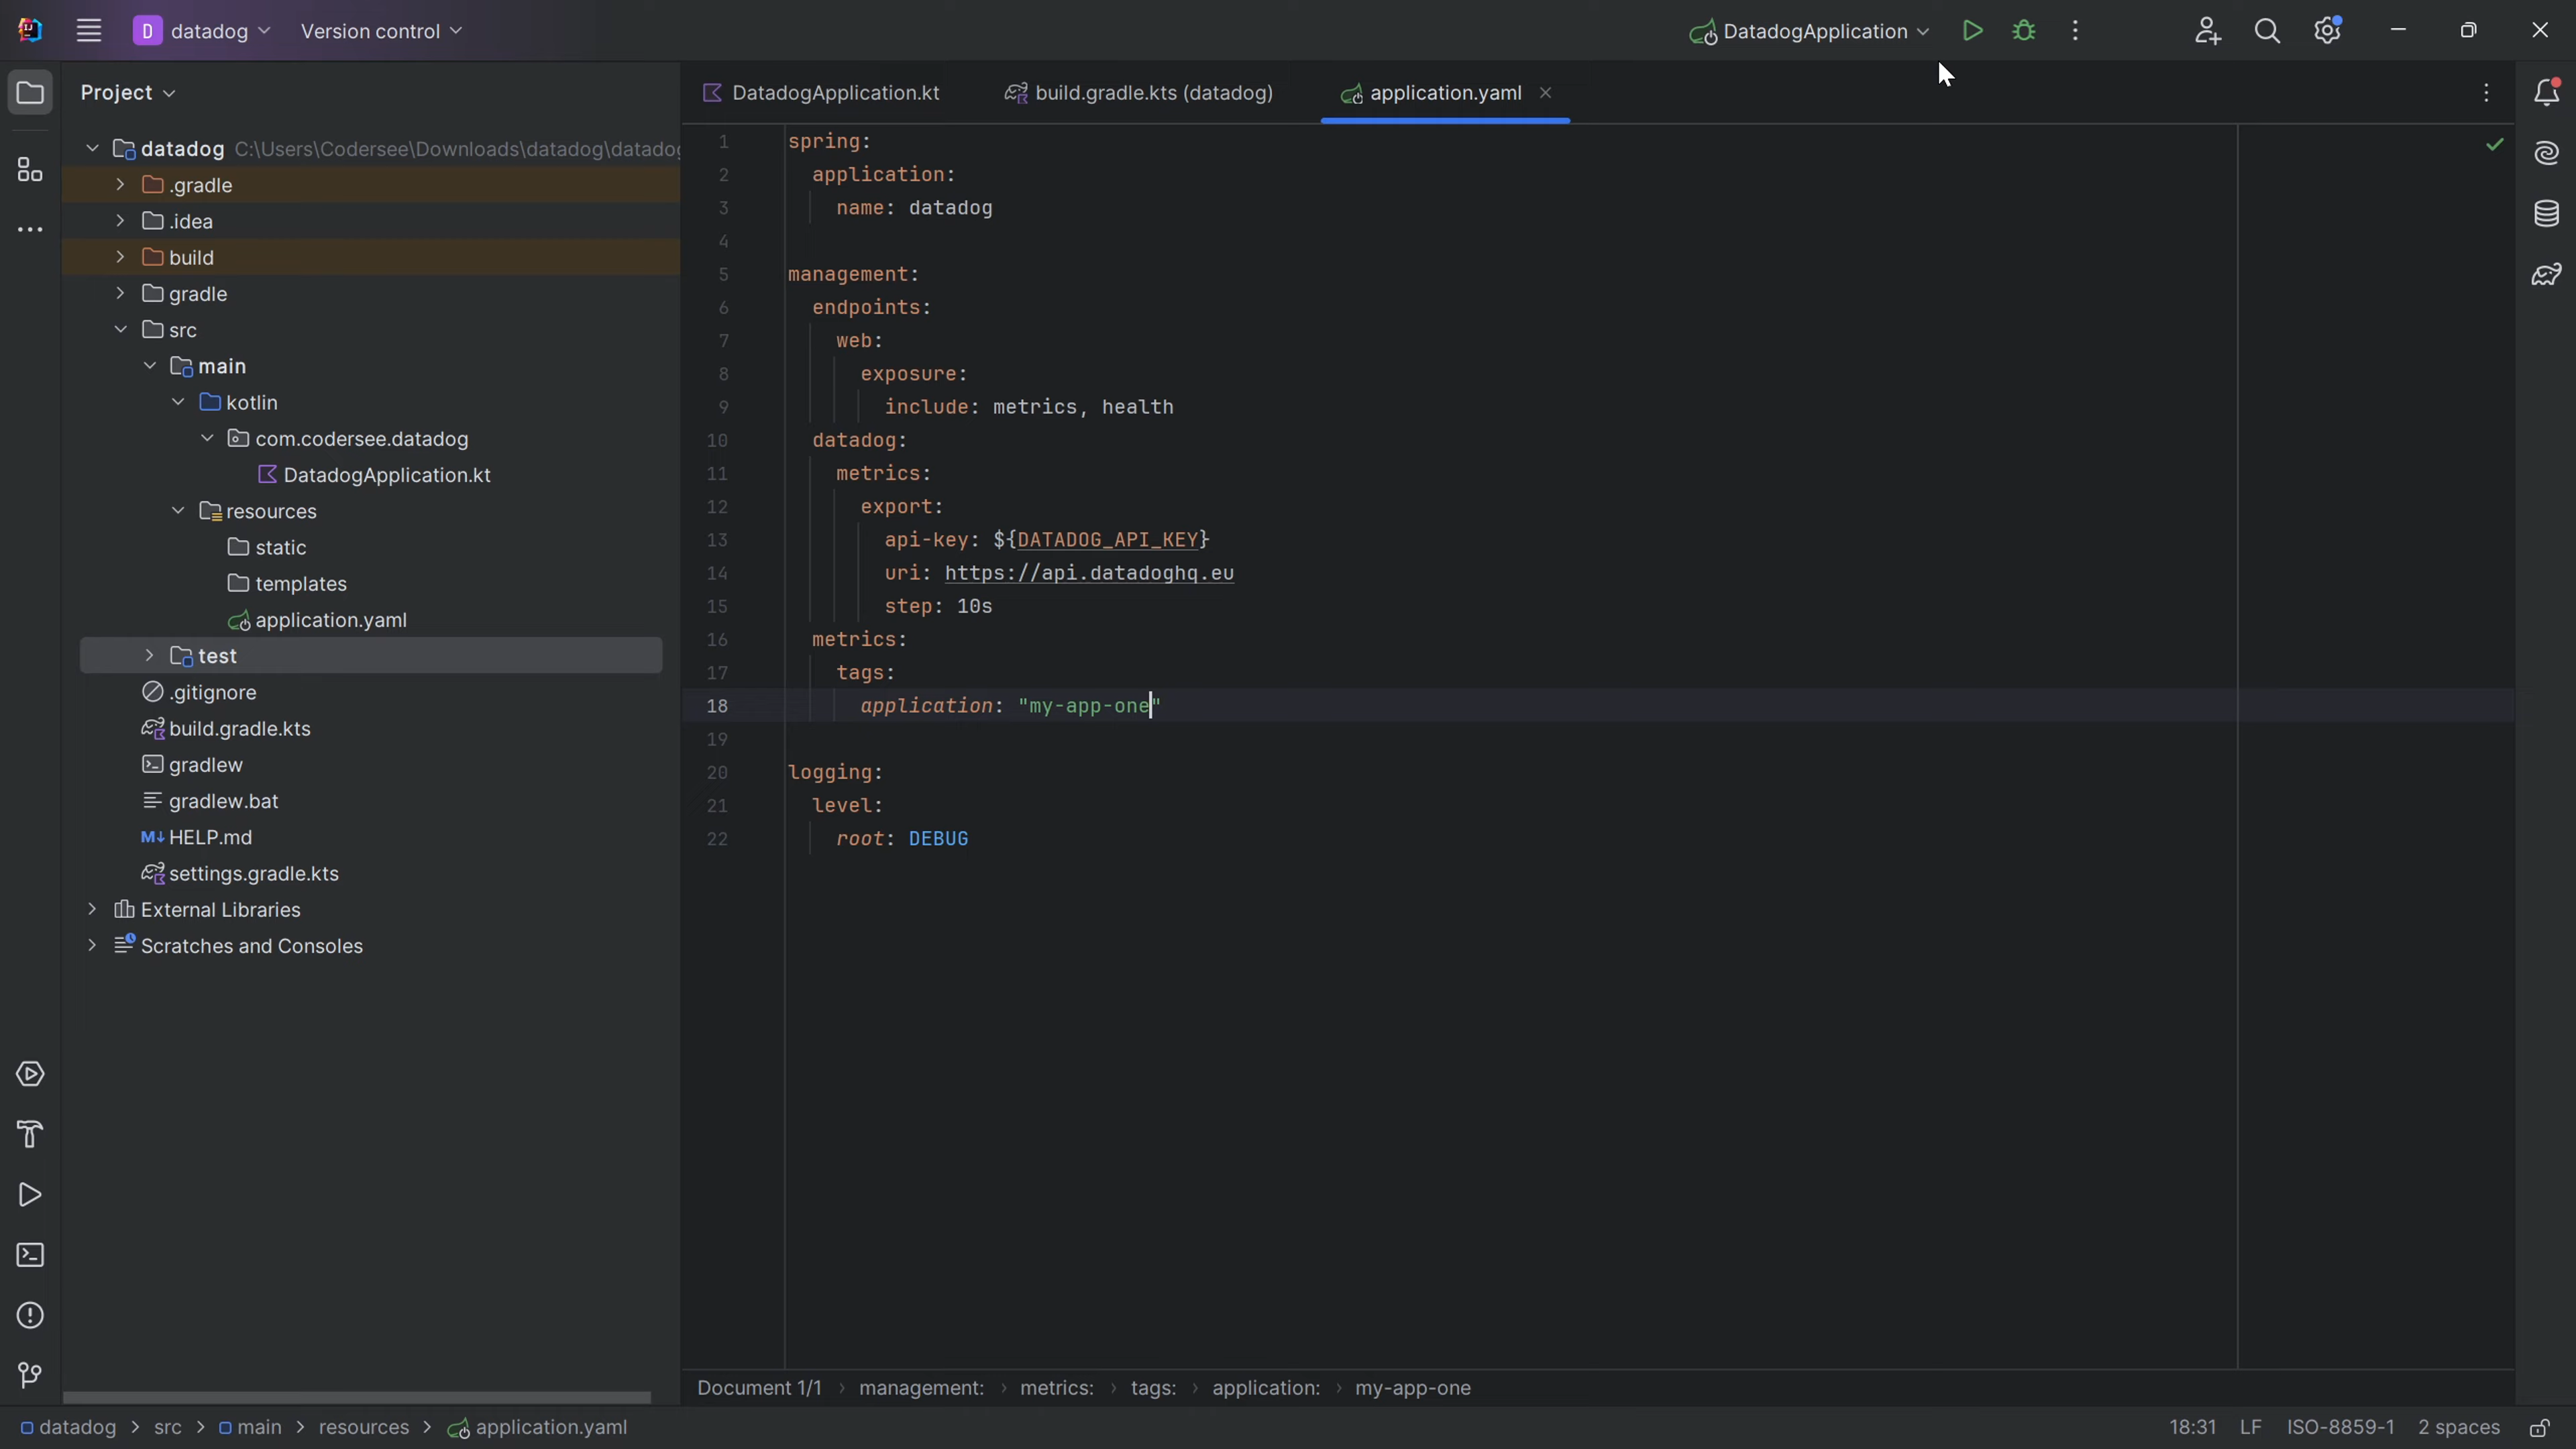 D datadog Version control DatadogApplication
Project
DatadogApplication.kt build.gradle.kts (datadog) application.yaml
datadog C:\Users\Codersee\Downloads\datadog\datadog
.gradle
.idea
build
gradle
src
main
kotlin
com.codersee.datadog
DatadogApplication.kt
resources
static
templates
application.yaml
test
.gitignore
build.gradle.kts
gradlew
gradlew.bat
M↓ HELP.md
settings.gradle.kts
External Libraries
Scratches and Consoles
1 spring:
2   application:
3     name: datadog
4
5 management:
6   endpoints:
7     web:
8       exposure:
9         include: metrics, health
10   datadog:
11     metrics:
12       export:
13         api-key: ${DATADOG_API_KEY}
14         uri: https://api.datadoghq.eu
15         step: 10s
16   metrics:
17     tags:
18       application: "my-app-one"
19
20 logging:
21   level:
22     root: DEBUG
Document 1/1 › management: › metrics: › tags: › application: › my-app-one
datadog > src > main > resources > application.yaml 18:31 LF ISO-8859-1 2 spaces